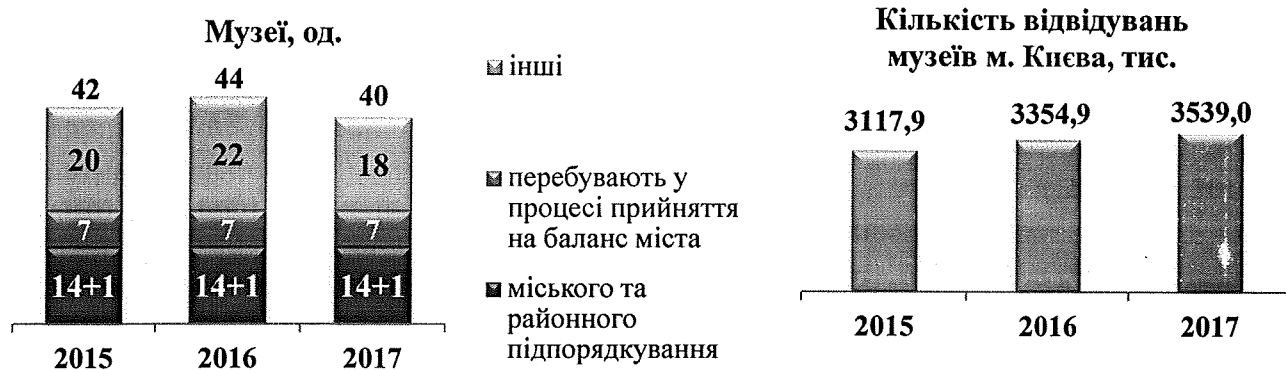 Музеї, од.
42
44
40
20
22
18
7
7
7
14+1
14+1
14+1
2015
2016
2017
інші
перебувають у
процесі прийняття
на баланс міста
міського та
районного
підпорядкування
Кількість відвідувань
музеїв м. Києва, тис.
3117,9
3354,9
3539,0
2015
2016
2017